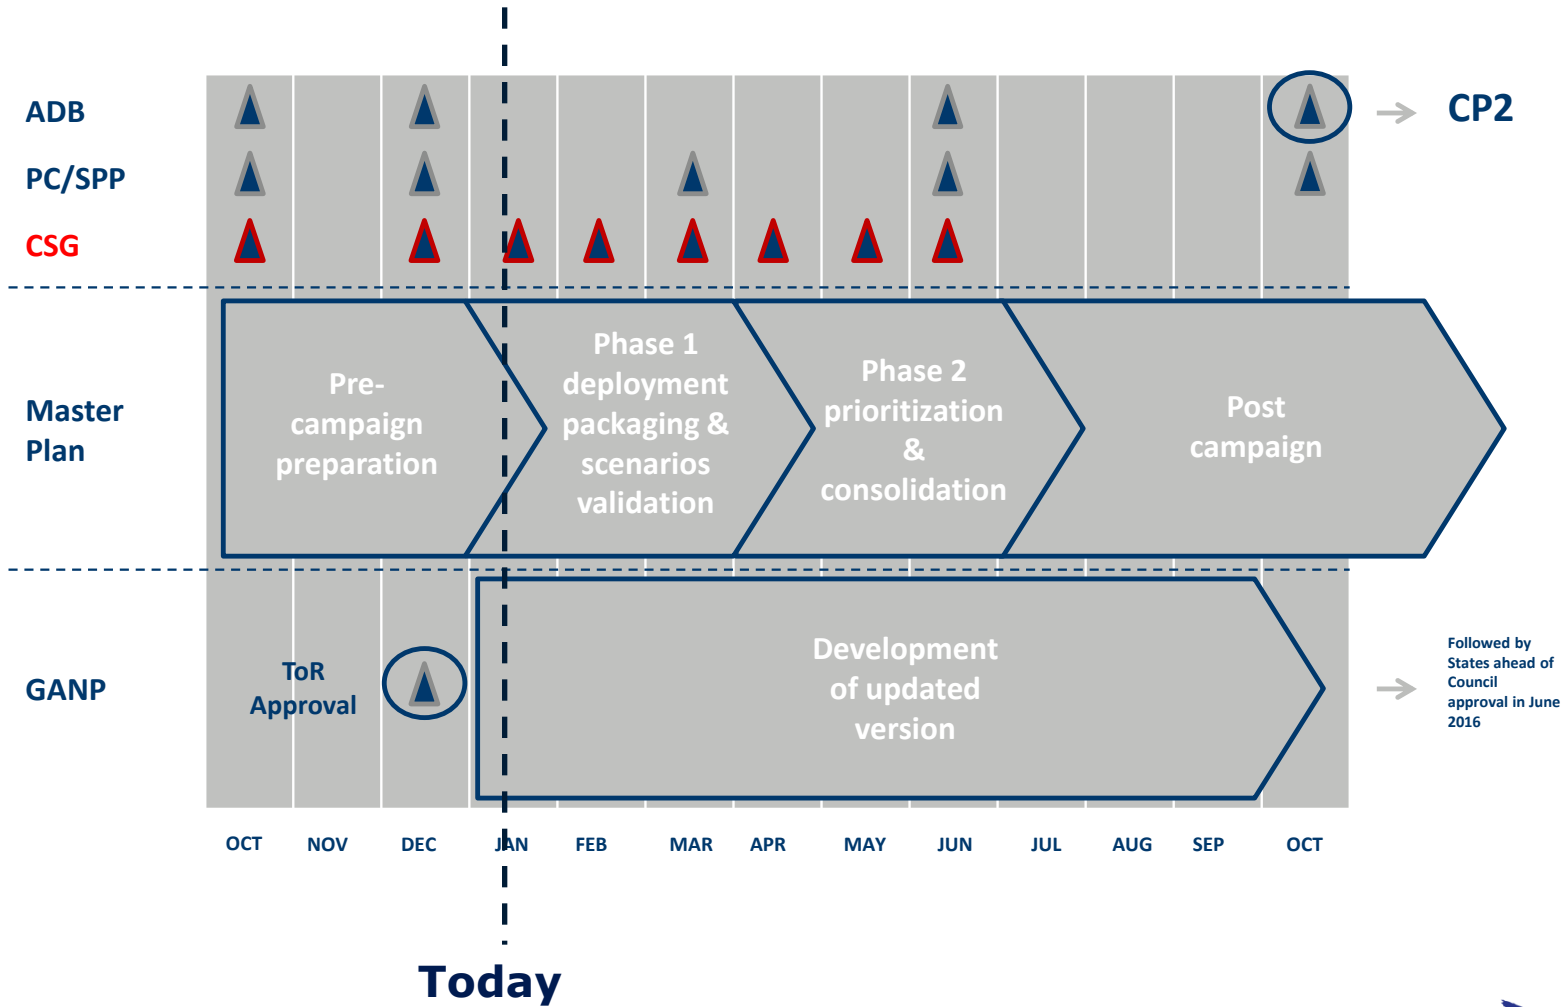 ADB
CP2
PC/SPP
CSG
Master
Plan
Pre-
campaign
preparation
Phase 1
deployment
packaging &
scenarios
validation
Phase 2
prioritization
&
consolidation
Post
campaign
GANP
ToR
Approval
Development
of updated
version
Followed by
States ahead of
Council
approval in June
2016
OCT NOV DEC JAN FEB MAR APR MAY JUN JUL AUG SEP OCT
Today